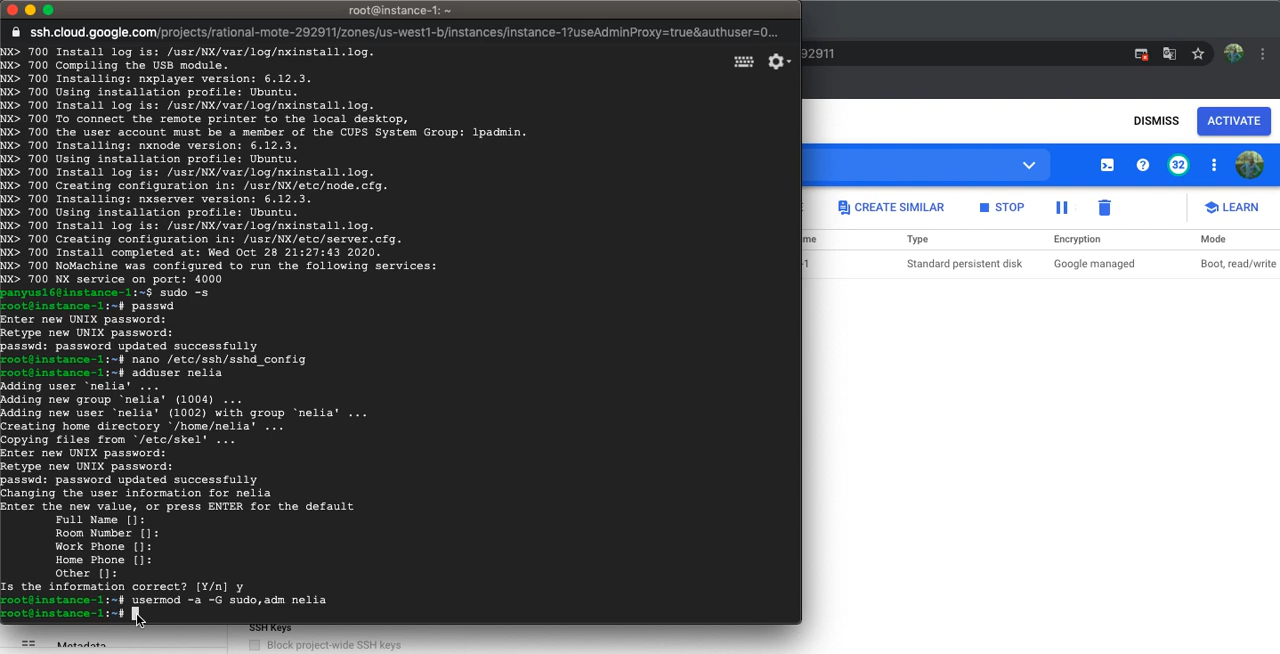 root@instance-1: ~
ssh.cloud.google.com/projects/rational-mote-292911/zones/us-west1-b/instances/instance-1?useAdminProxy=true&authuser=0...
NX> 700 Install log is: /usr/NX/var/log/nxinstall.log.
NX> 700 Compiling the USB module.
NX> 700 Installing: nxplayer version: 6.12.3.
NX> 700 Using installation profile: Ubuntu.
NX> 700 Install log is: /usr/NX/var/log/nxinstall.log.
NX> 700 To connect the remote printer to the local desktop,
NX> 700 the user account must be a member of the CUPS System Group: lpadmin.
NX> 700 Installing: nxnode version: 6.12.3.
NX> 700 Using installation profile: Ubuntu.
NX> 700 Install log is: /usr/NX/var/log/nxinstall.log.
NX> 700 Creating configuration in: /usr/NX/etc/node.cfg.
NX> 700 Installing: nxserver version: 6.12.3.
NX> 700 Using installation profile: Ubuntu.
NX> 700 Install log is: /usr/NX/var/log/nxinstall.log.
NX> 700 Creating configuration in: /usr/NX/etc/server.cfg.
NX> 700 Install completed at: Wed Oct 28 21:27:43 2020.
NX> 700 NoMachine was configured to run the following services:
NX> 700 NX service on port: 4000
panyus16@instance-1:~$ sudo -s
root@instance-1:~# passwd
Enter new UNIX password:
Retype new UNIX password:
passwd: password updated successfully
root@instance-1:~# nano /etc/ssh/sshd_config
root@instance-1:~# adduser nelia
Adding user `nelia' ...
Adding new group `nelia' (1004) ...
Adding new user `nelia' (1002) with group `nelia' ...
Creating home directory `/home/nelia' ...
Copying files from `/etc/skel' ...
Enter new UNIX password:
Retype new UNIX password:
passwd: password updated successfully
Changing the user information for nelia
Enter the new value, or press ENTER for the default
Full Name []:
Room Number []:
Work Phone []:
Home Phone []:
Other []:
Is the information correct? [Y/n] y
root@instance-1:~# usermod -a -G sudo,adm nelia
root@instance-1:~#
92911
DISMISS
ACTIVATE
32
CREATE SIMILAR
STOP
LEARN
me
Type
Encryption
Mode
-1
Standard persistent disk
Google managed
Boot, read/write
SSH Keys
Metadata
Block project-wide SSH keys